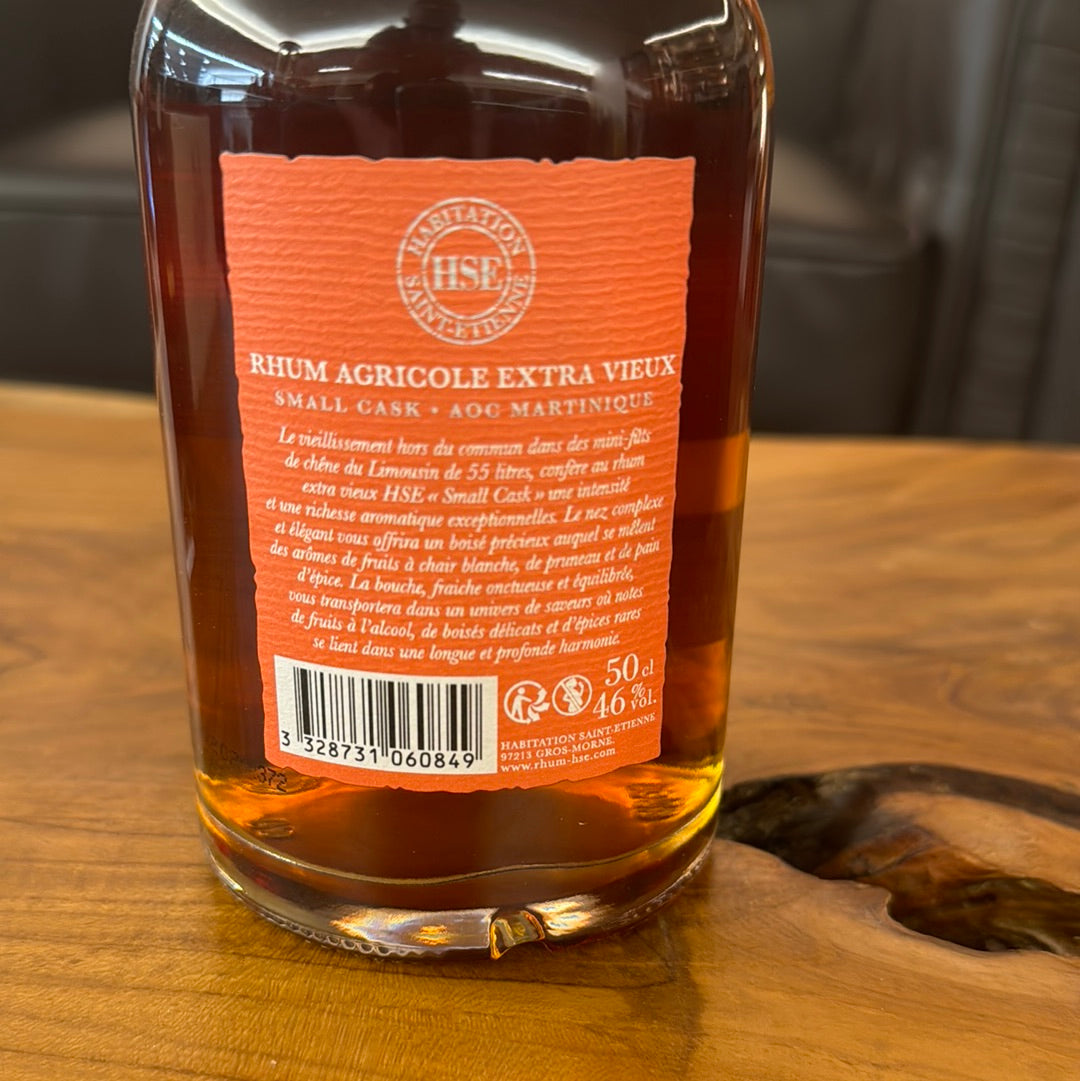 HABITATION
HSE
SAINT-ETIENNE
RHUM AGRICOLE EXTRA VIEUX
SMALL CASK • AOC MARTINIQUE
Le vieillissement hors du commun dans des mini-fûts
de chêne du Limousin de 55 litres, confère au rhum
extra vieux HSE « Small Cask » une intensité
et une richesse aromatique exceptionnelles. Le nez complexe
et élégant vous offrira un boisé précieux auquel se mêlent
des arômes de fruits à chair blanche, de pruneau et de pain
d'épice. La bouche, fraiche onctueuse et équilibrée,
vous transportera dans un univers de saveurs où notes
de fruits à l'alcool, de boisés délicats et d'épices rares
se lient dans une longue et profonde harmonie.
50 cl
46 % vol.
HABITATION SAINT-ETIENNE
97213 GROS-MORNE.
www.rhum-hse.com
3 328731 060849